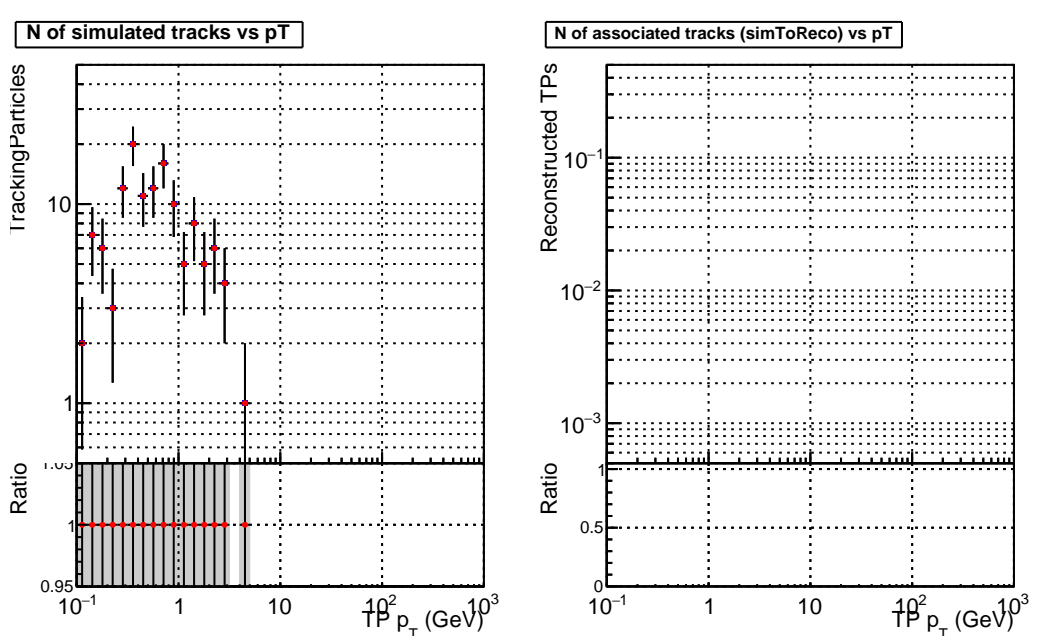 N of simulated tracks vs pT
TrackingParticles
10
1
Ratio
1.05
1
0.95
10⁻¹
1
10
10²
10³
TP p_T (GeV)
N of associated tracks (simToReco) vs pT
Reconstructed TPs
10⁻¹
10⁻²
10⁻³
Ratio
1
0.5
0
10⁻¹
1
10
10²
10³
TP p_T (GeV)